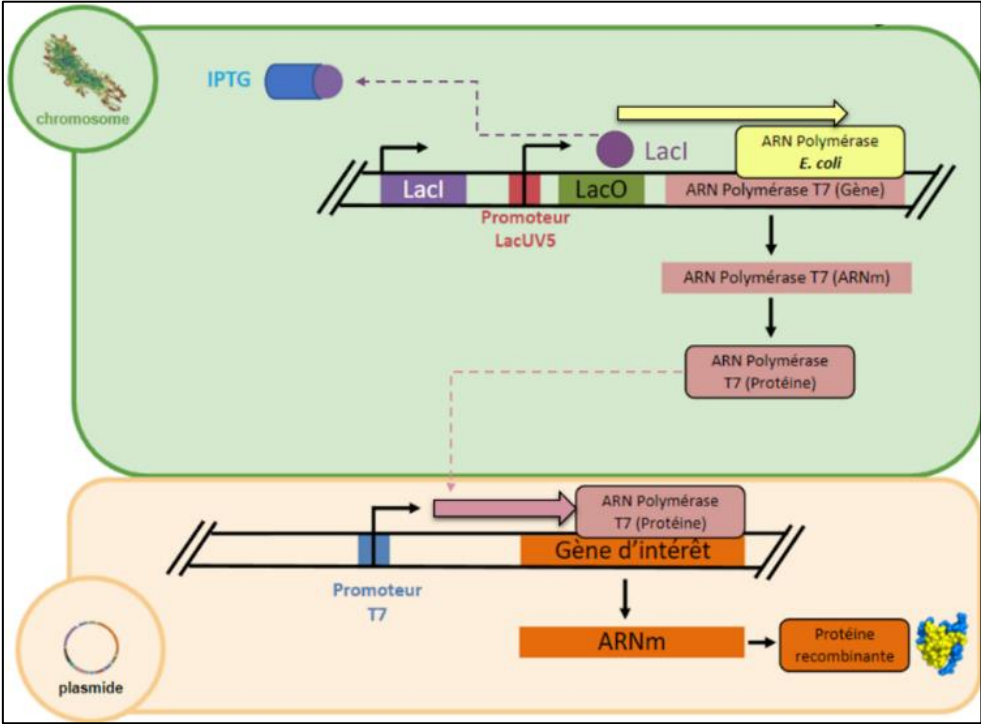 chromosome
IPTG
LacI
ARN Polymérase
E. coli
LacI
LacO
ARN Polymérase T7 (Gène)
Promoteur
LacUV5
ARN Polymérase T7 (ARNm)
ARN Polymérase
T7 (Protéine)
ARN Polymérase
T7 (Protéine)
Gène d'intérêt
Promoteur
T7
ARNm
Protéine
recombinante
plasmide